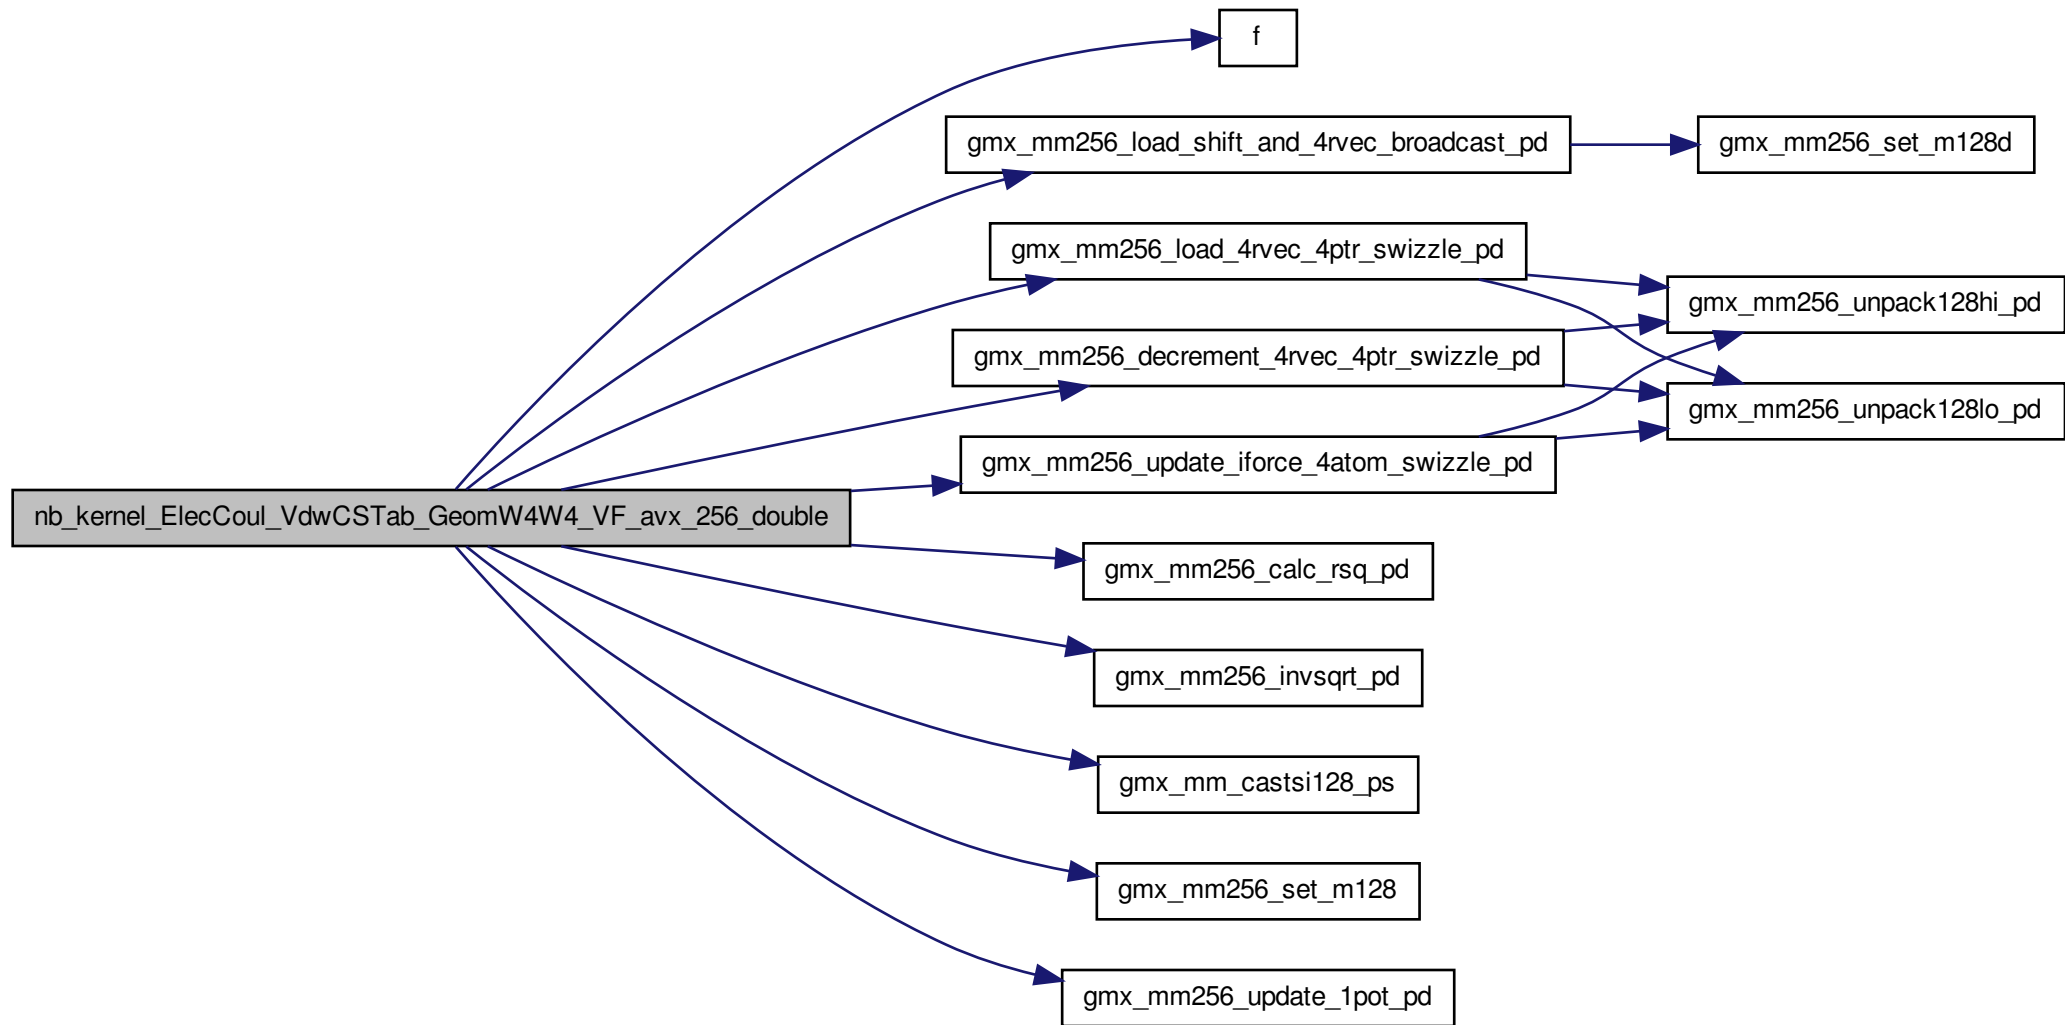 f
gmx_mm256_load_shift_and_4rvec_broadcast_pd
gmx_mm256_set_m128d
gmx_mm256_load_4rvec_4ptr_swizzle_pd
gmx_mm256_unpack128hi_pd
gmx_mm256_decrement_4rvec_4ptr_swizzle_pd
gmx_mm256_unpack128lo_pd
gmx_mm256_update_iforce_4atom_swizzle_pd
nb_kernel_ElecCoul_VdwCSTab_GeomW4W4_VF_avx_256_double
gmx_mm256_calc_rsq_pd
gmx_mm256_invsqrt_pd
gmx_mm_castsi128_ps
gmx_mm256_set_m128
gmx_mm256_update_1pot_pd